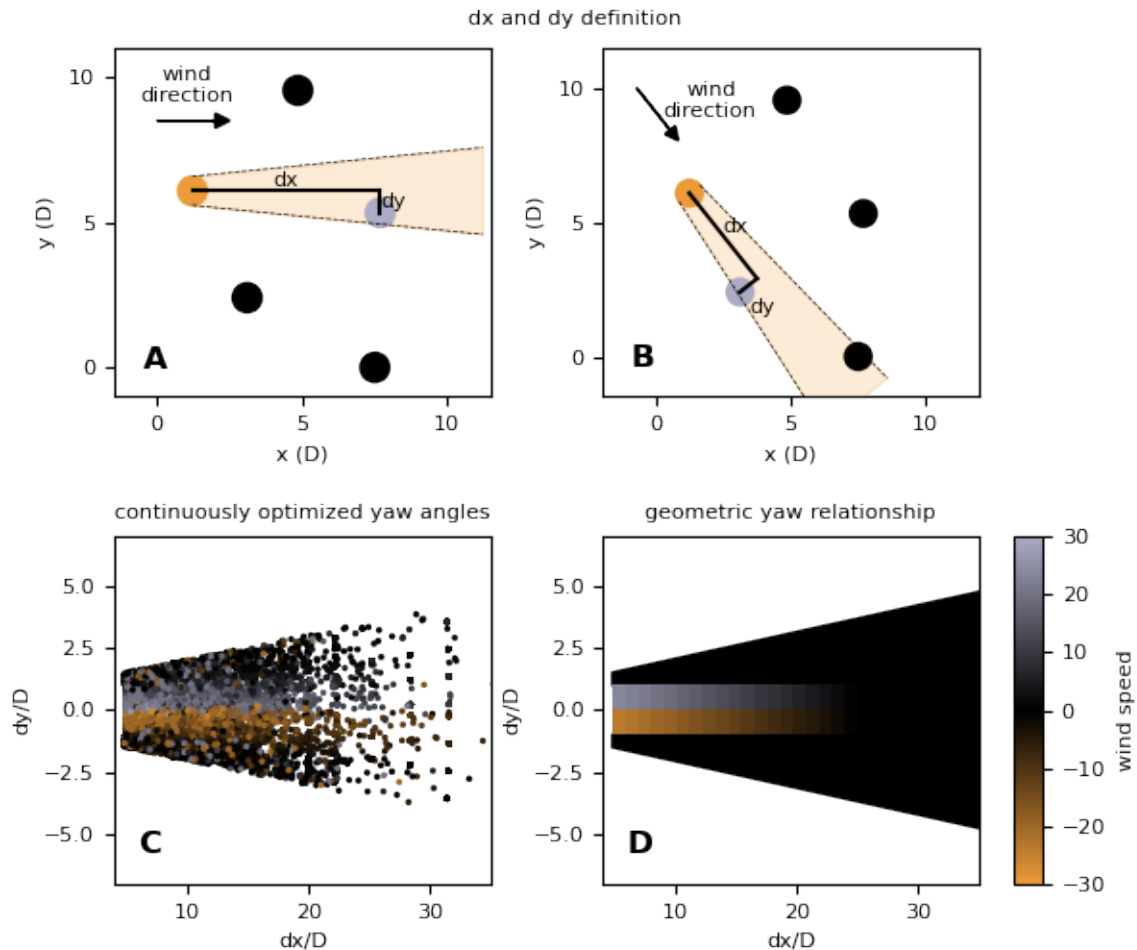 dx and dy definition
wind
direction
dx
dy
A
10
5
0
y (D)
0
5
10
x (D)
wind
direction
dx
dy
B
10
5
0
y (D)
0
5
10
x (D)
continuously optimized yaw angles
C
5.0
2.5
0.0
−2.5
−5.0
dy/D
10
20
30
dx/D
geometric yaw relationship
D
5.0
2.5
0.0
−2.5
−5.0
dy/D
10
20
30
dx/D
30
20
10
0
−10
−20
−30
wind speed